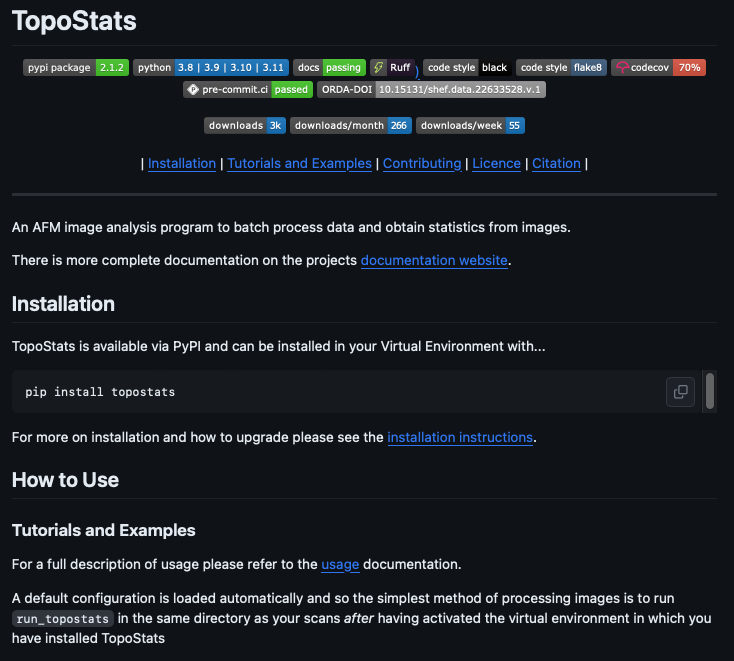 TopoStats
pypi package 2.1.2 python 3.8 | 3.9 | 3.10 | 3.11 docs passing Ruff ) code style black code style flake8 codecov 70%
pre-commit.ci passed ORDA-DOI 10.15131/shef.data.22633528.v.1
downloads 3k downloads/month 266 downloads/week 55
| Installation | Tutorials and Examples | Contributing | Licence | Citation |
An AFM image analysis program to batch process data and obtain statistics from images.
There is more complete documentation on the projects documentation website.
Installation
TopoStats is available via PyPI and can be installed in your Virtual Environment with...
pip install topostats
For more on installation and how to upgrade please see the installation instructions.
How to Use
Tutorials and Examples
For a full description of usage please refer to the usage documentation.
A default configuration is loaded automatically and so the simplest method of processing images is to run
run_topostats in the same directory as your scans after having activated the virtual environment in which you
have installed TopoStats